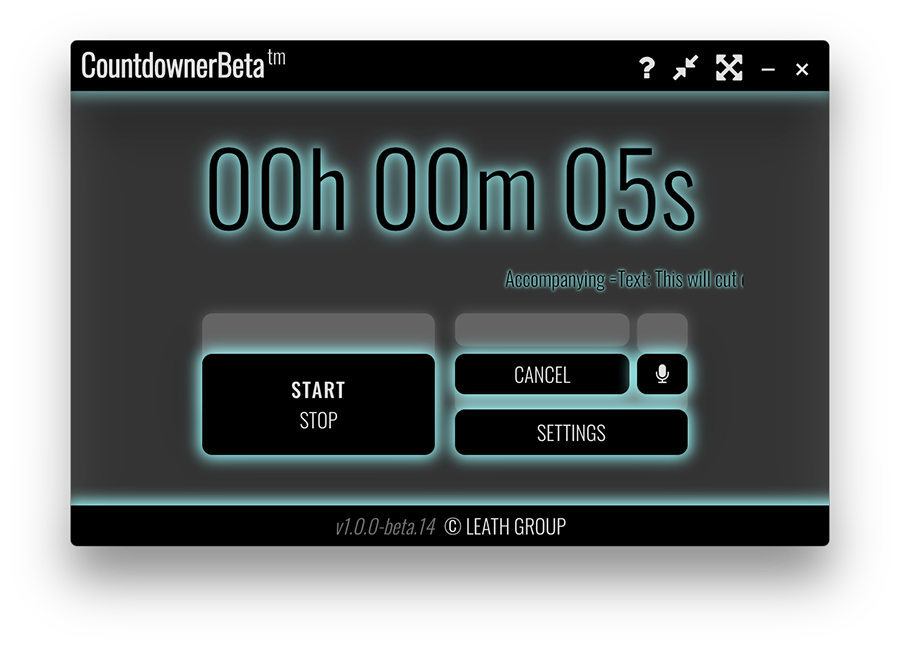 CountdownerBeta tm
? – ×
00h 00m 05s
Accompanying =Text: This will cut
START
STOP
CANCEL
SETTINGS
v1.0.0-beta.14 © LEATH GROUP